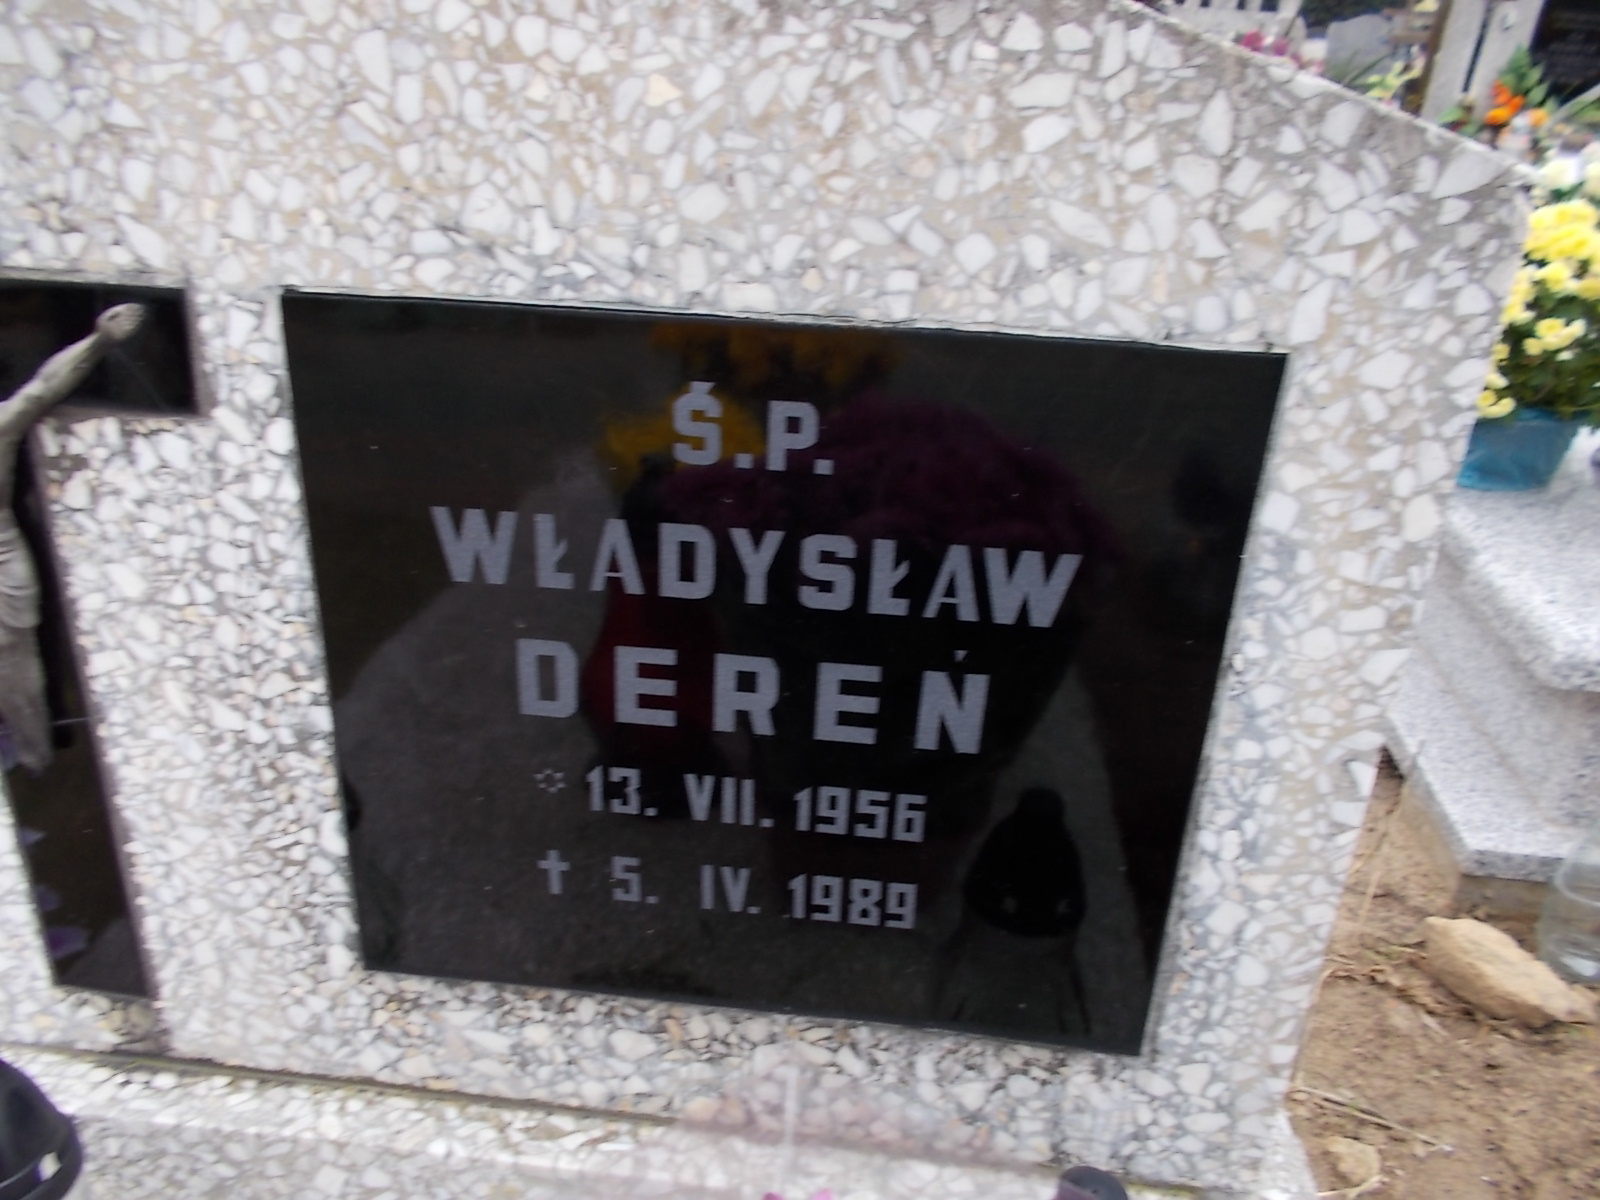 Ś.P.
WŁADYSŁAW
DEREŃ
* 13. VII. 1956
✝ 5. IV. 1989